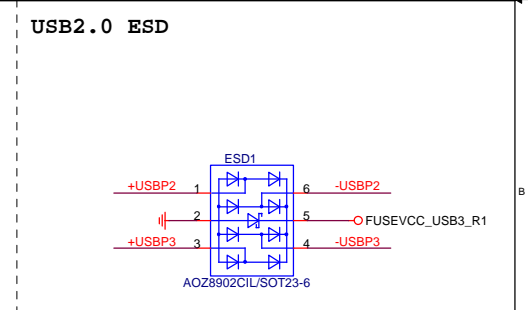 USB2.0 ESD
ESD1
+USBP2 1 6 -USBP2
2 5 FUSEVCC_USB3_R1
+USBP3 3 4 -USBP3
AOZ8902CIL/SOT23-6
B